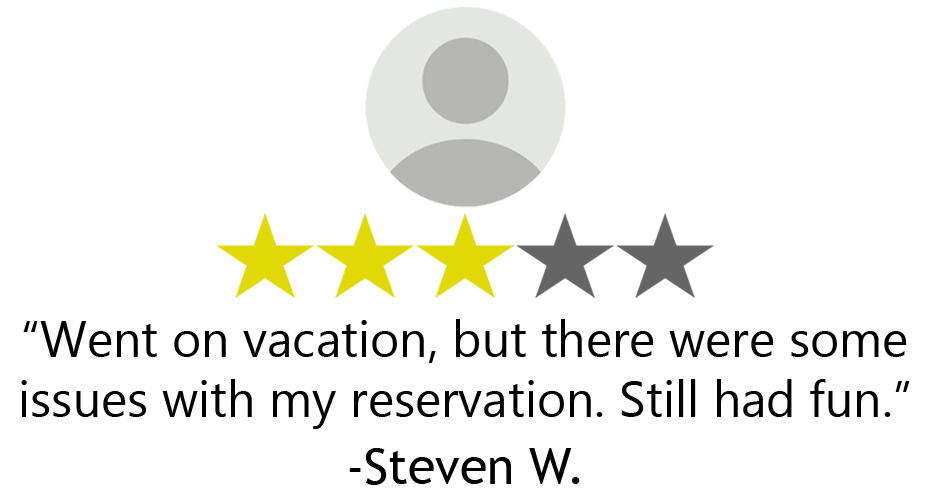 “Went on vacation, but there were some
issues with my reservation. Still had fun.”
-Steven W.